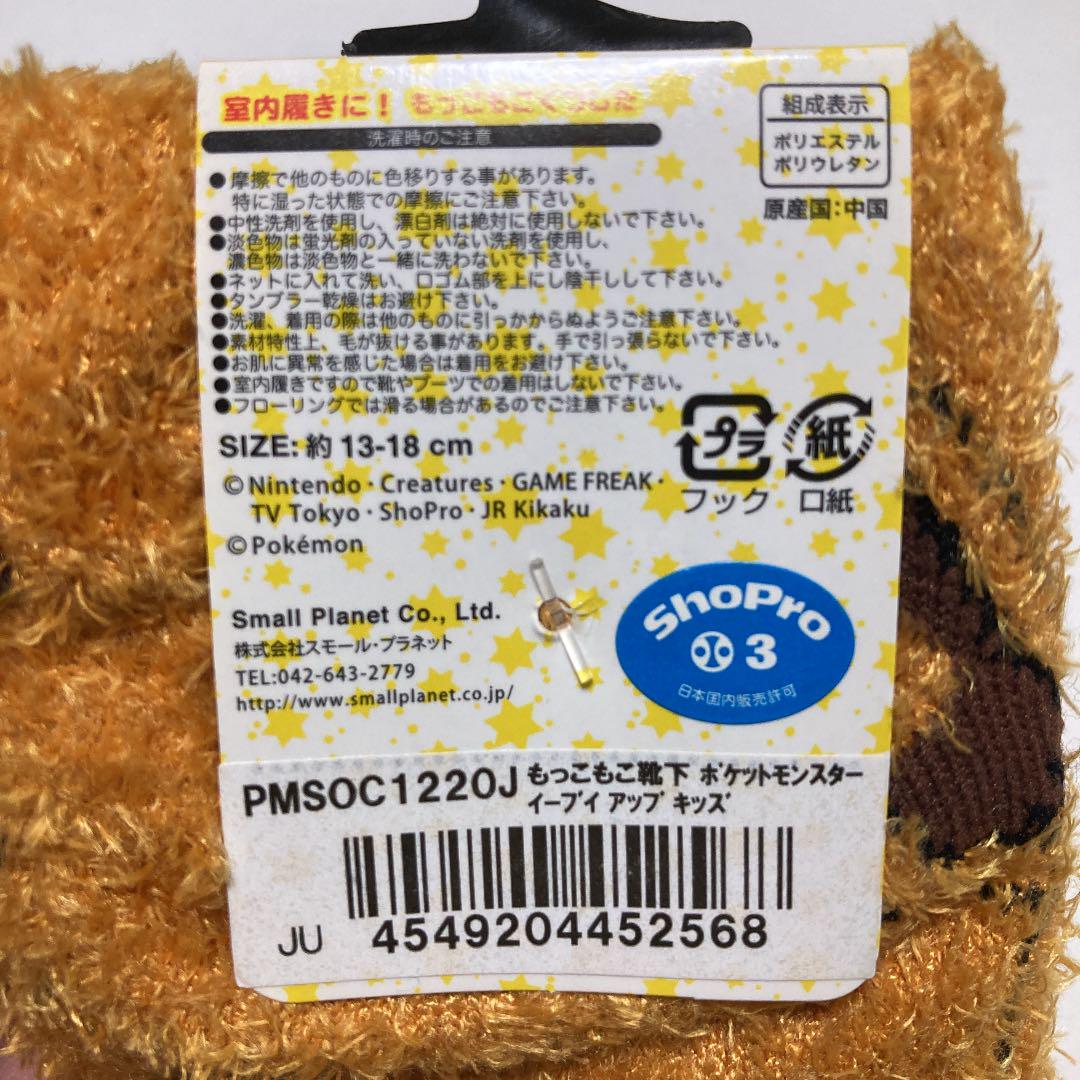 室内履きに! もっこもこくつした
洗濯時のご注意
●摩擦で他のものに色移りする事があります。
特に湿った状態での摩擦にご注意下さい。
●中性洗剤を使用し、漂白剤は絶対に使用しないで下さい。
●淡色物は蛍光剤の入っていない洗剤を使用し、
濃色物は淡色物と一緒に洗わないで下さい。
●ネットに入れて洗い、口ゴム部を上にし陰干しして下さい。
●タンブラー乾燥はお避け下さい。
●洗濯、着用の際は他のものに引っかからぬようご注意下さい。
●素材特性上、毛が抜ける事があります。手で引っ張らないで下さい。
●お肌に異常を感じた場合は着用をお避け下さい。
●室内履きですので靴やブーツでの着用はしないで下さい。
●フローリングでは滑る場合があるのでご注意下さい。
組成表示
ポリエステル
ポリウレタン
原産国:中国
SIZE: 約 13-18 cm
プラ
フック
紙
口紙
©Nintendo・Creatures・GAME FREAK・
TV Tokyo・ShoPro・JR Kikaku
©Pokémon
Small Planet Co., Ltd.
株式会社スモール・プラネット
TEL:042-643-2779
http://www.smallplanet.co.jp/
ShoPro
3
日本国内販売許可
PMSOC1220J もっこもこ靴下 ポケットモンスター
イーブイ アップ キッズ
JU 4549204452568